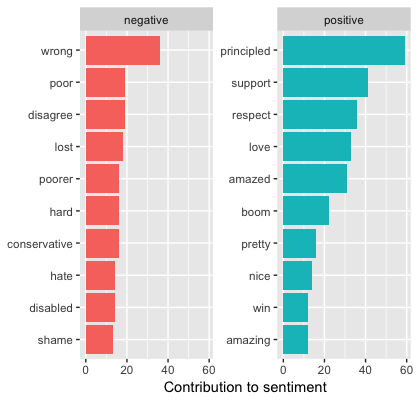 negative
positive
wrong
poor
disagree
lost
poorer
hard
conservative
hate
disabled
shame
0 20 40 60
principled
support
respect
love
amazed
boom
pretty
nice
win
amazing
0 20 40 60
Contribution to sentiment